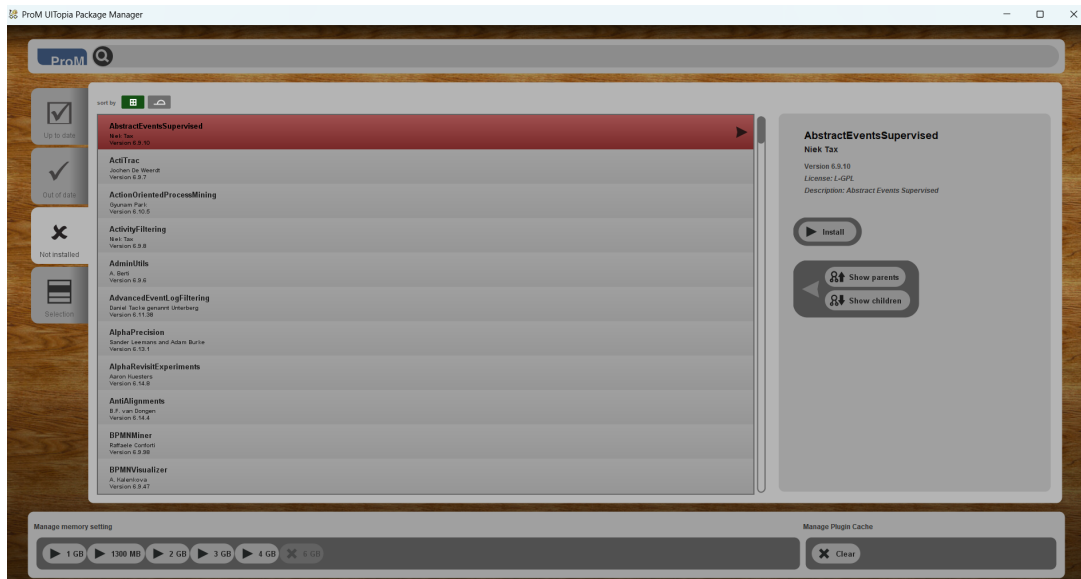 ProM UITopia Package Manager
ProM
sort by
Up to date
Out of date
Not installed
Selection
AbstractEventsSupervised
Niek Tax
Version 6.9.10
ActiTrac
Jochen De Weerdt
Version 6.8.7
ActionOrientedProcessMining
Gyunam Park
Version 6.10.5
ActivityFiltering
Niek Tax
Version 6.9.8
AdminUtils
A. Berti
Version 6.9.6
AdvancedEventLogFiltering
Daniel Tacke genannt Unterberg
Version 6.11.38
AlphaPrecision
Sander Leemans and Adam Burke
Version 6.13.1
AlphaRevisitExperiments
Aaron Kuesters
Version 6.14.8
AntiAlignments
B.F. van Dongen
Version 6.14.4
BPMNMiner
Raffaele Conforti
Version 6.9.98
BPMNVisualizer
A. Kalenkova
Version 6.9.47
AbstractEventsSupervised
Niek Tax
Version 6.9.10
License: L-GPL
Description: Abstract Events Supervised
Install
Show parents
Show children
Manage memory setting
1 GB
1300 MB
2 GB
3 GB
4 GB
6 GB
Manage Plugin Cache
Clear